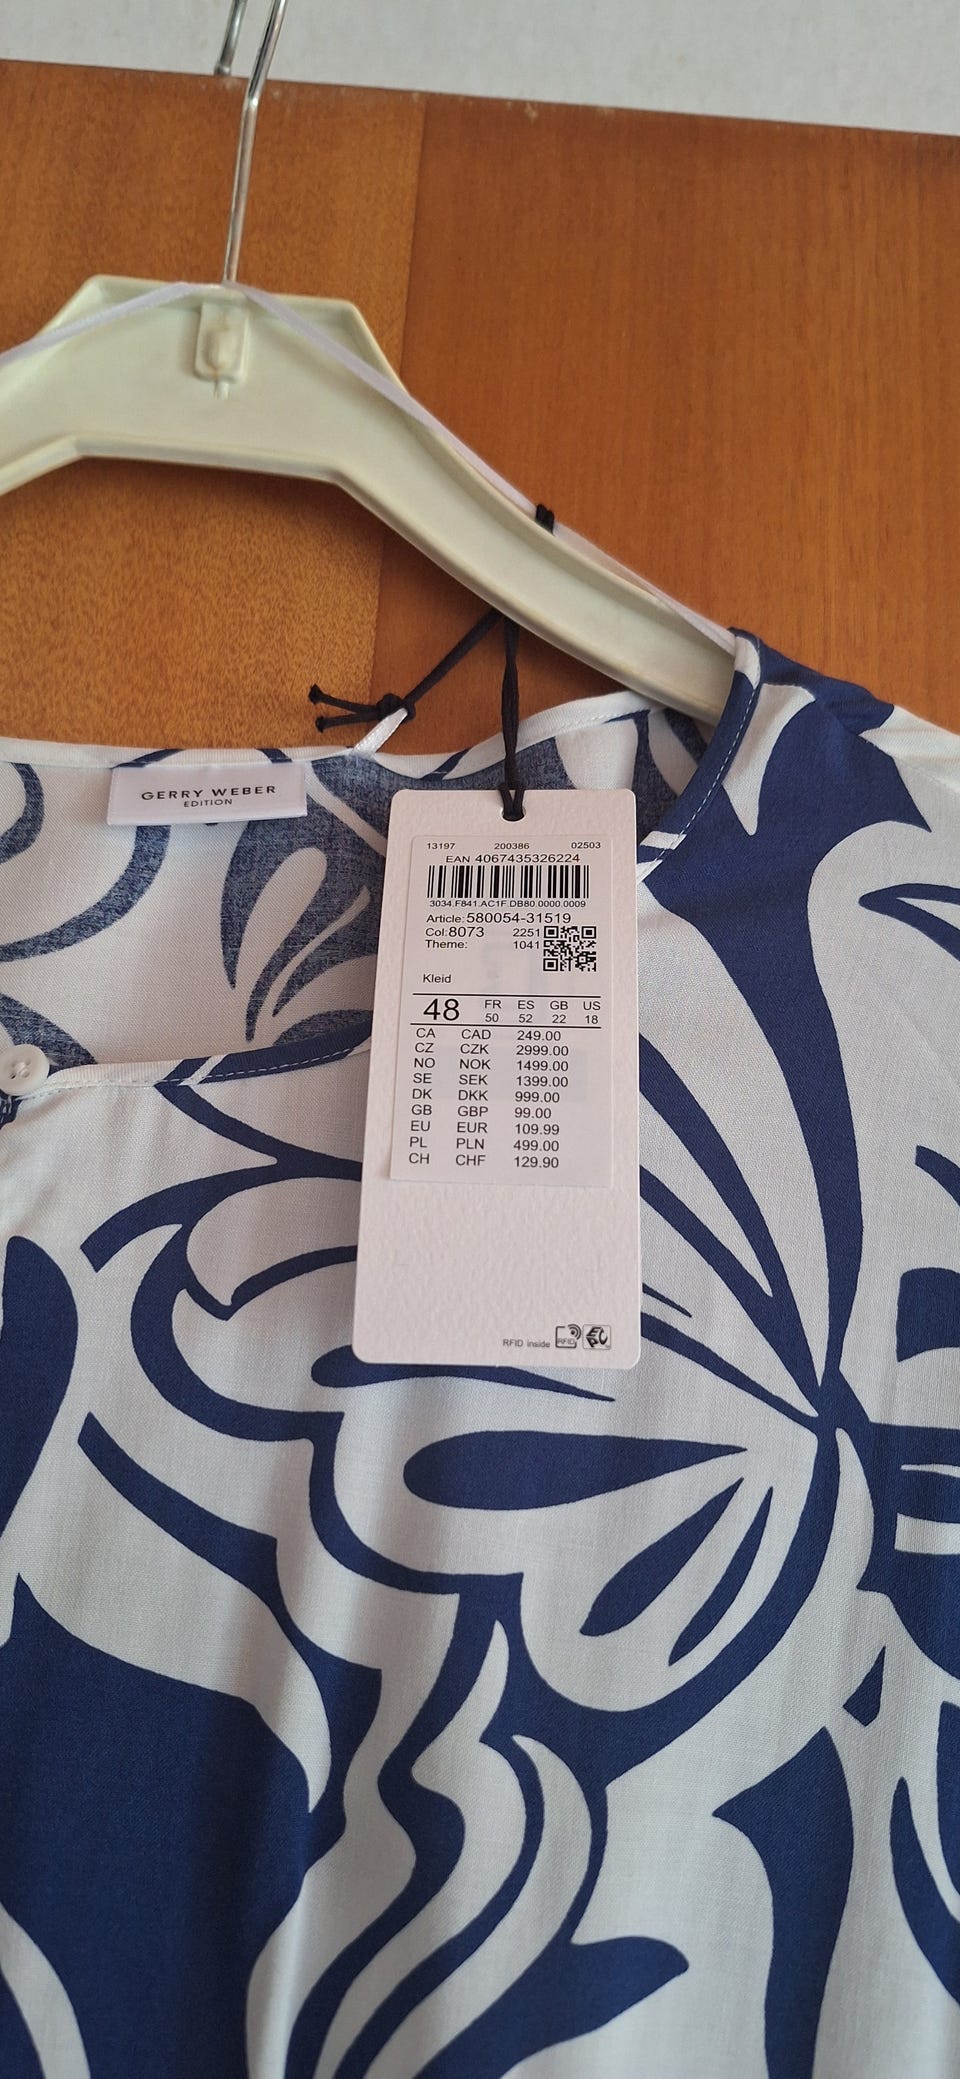 GERRY WEBER
EDITION
13197 200386 02503
EAN 4067435326224
3034.F841.AC1F.DB80.0000.0009
Article:580054-31519
Col:8073 2251
Theme: 1041
Kleid
48 FR ES GB US
50 52 22 18
CA CAD 249.00
CZ CZK 2999.00
NO NOK 1499.00
SE SEK 1399.00
DK DKK 999.00
GB GBP 99.00
EU EUR 109.99
PL PLN 499.00
CH CHF 129.90
RFID inside RFID EPC